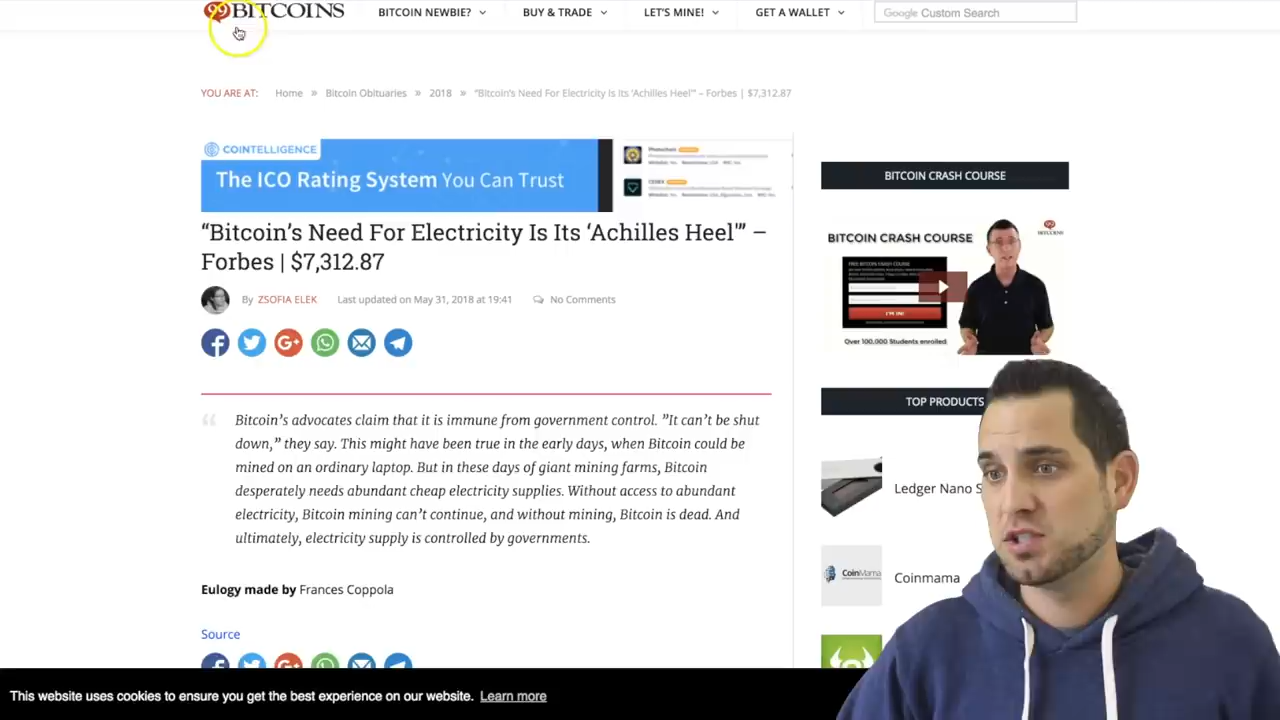 99BITCOINS
BITCOIN NEWBIE?
BUY & TRADE
LET'S MINE!
GET A WALLET
Google Custom Search
YOU ARE AT: Home » Bitcoin Obituaries » 2018 » “Bitcoin’s Need For Electricity Is Its ‘Achilles Heel’” – Forbes | $7,312.87
COINTELLIGENCE
The ICO Rating System You Can Trust
“Bitcoin’s Need For Electricity Is Its ‘Achilles Heel'” –
Forbes | $7,312.87
By ZSOFIA ELEK Last updated on May 31, 2018 at 19:41 No Comments
Bitcoin’s advocates claim that it is immune from government control. ”It can’t be shut
down,” they say. This might have been true in the early days, when Bitcoin could be
mined on an ordinary laptop. But in these days of giant mining farms, Bitcoin
desperately needs abundant cheap electricity supplies. Without access to abundant
electricity, Bitcoin mining can’t continue, and without mining, Bitcoin is dead. And
ultimately, electricity supply is controlled by governments.
Eulogy made by Frances Coppola
Source
BITCOIN CRASH COURSE
BITCOIN CRASH COURSE
FREE BITCOIN CRASH COURSE
I'M IN!
Over 100,000 Students enrolled
TOP PRODUCTS
Ledger Nano S
CoinMama
Coinmama
This website uses cookies to ensure you get the best experience on our website. Learn more